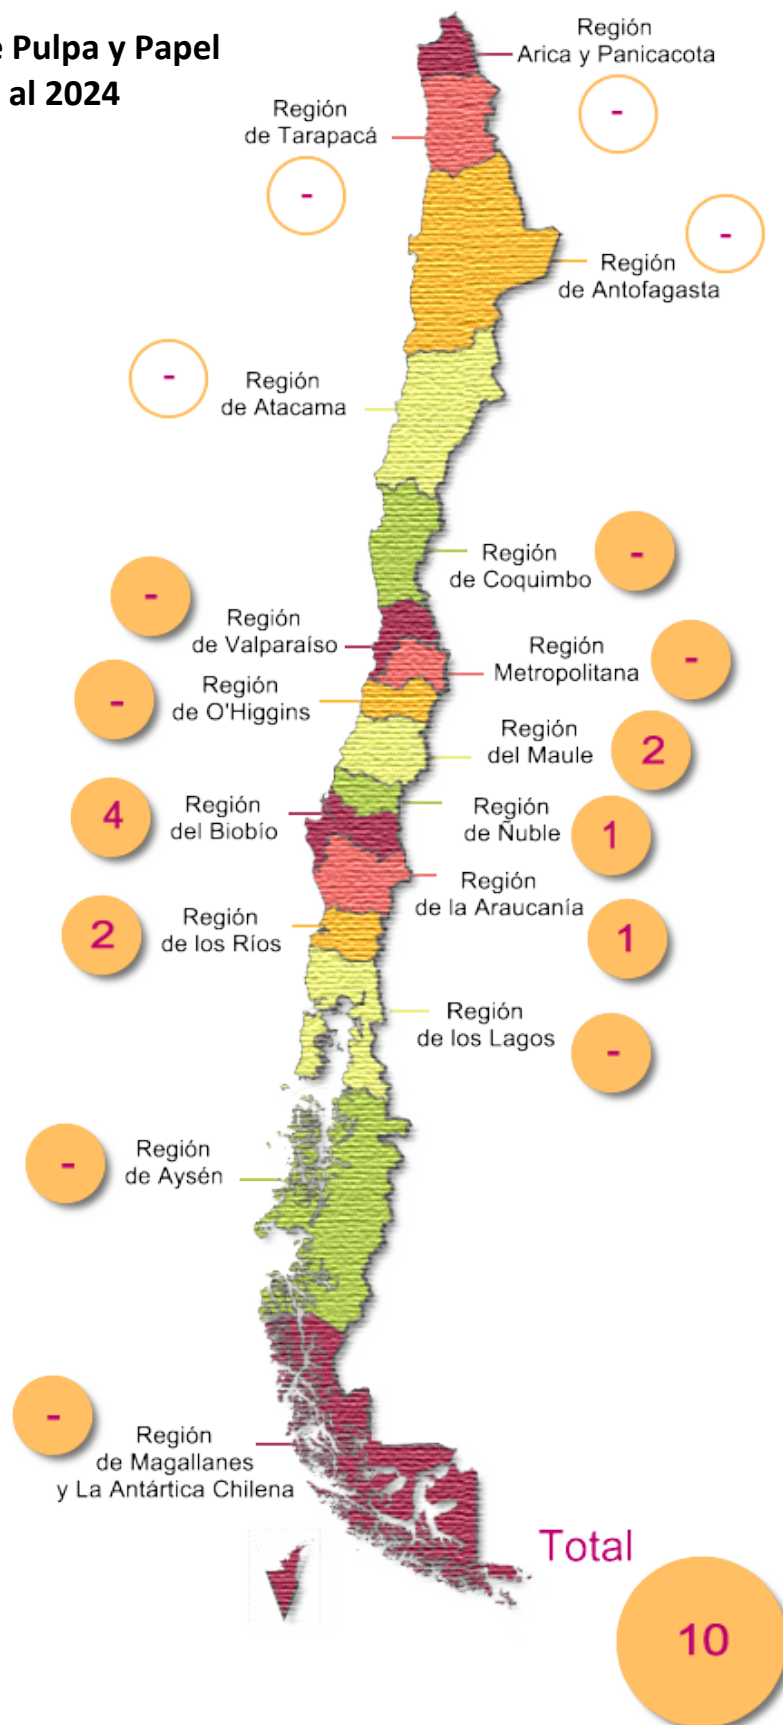 e Pulpa y Papel
al 2024
Región
Arica y Panicacota
-
Región
de Tarapacá
-
-
Región
de Antofagasta
-
Región
de Atacama
-
Región
de Coquimbo
-
Región
de Valparaíso
Región
Metropolitana
-
-
Región
de O'Higgins
Región
del Maule
2
4
Región
del Biobío
Región
de Ñuble
1
Región
de la Araucanía
2
Región
de los Ríos
1
Región
de los Lagos
-
-
Región
de Aysén
-
Región
de Magallanes
y La Antártica Chilena
Total
10